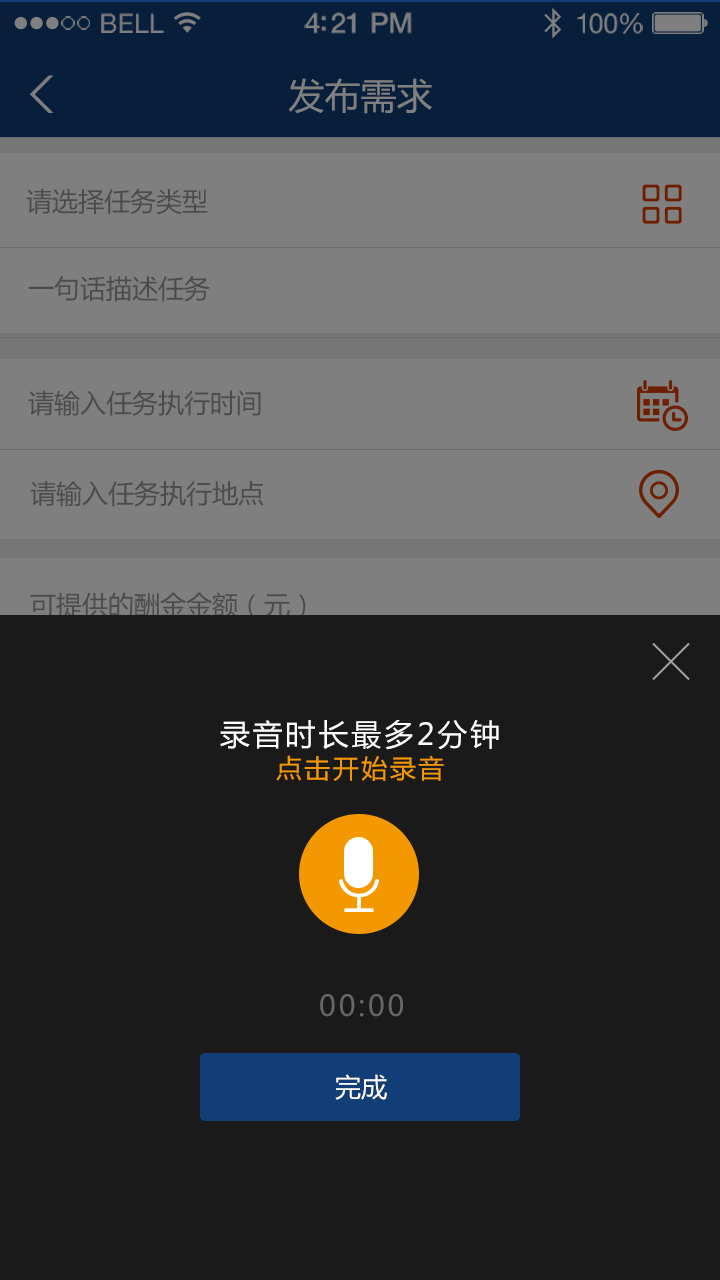 BELL 4:21 PM 100%
发布需求
请选择任务类型
一句话描述任务
请输入任务执行时间
请输入任务执行地点
可提供的酬金金额（元）
录音时长最多2分钟
点击开始录音
00:00
完成